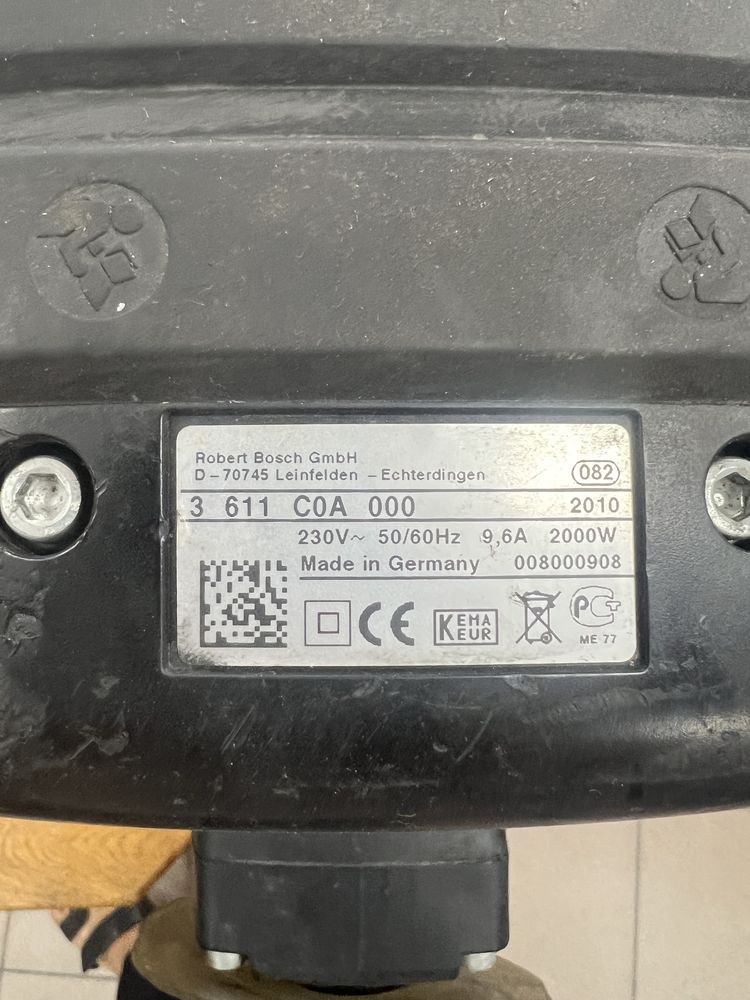 Robert Bosch GmbH
D-70745 Leinfelden - Echterdingen
082
3 611 C0A 000
2010
230V~ 50/60Hz 9,6A 2000W
Made in Germany 008000908
CE
KEMA
KEUR
PCT
ME 77